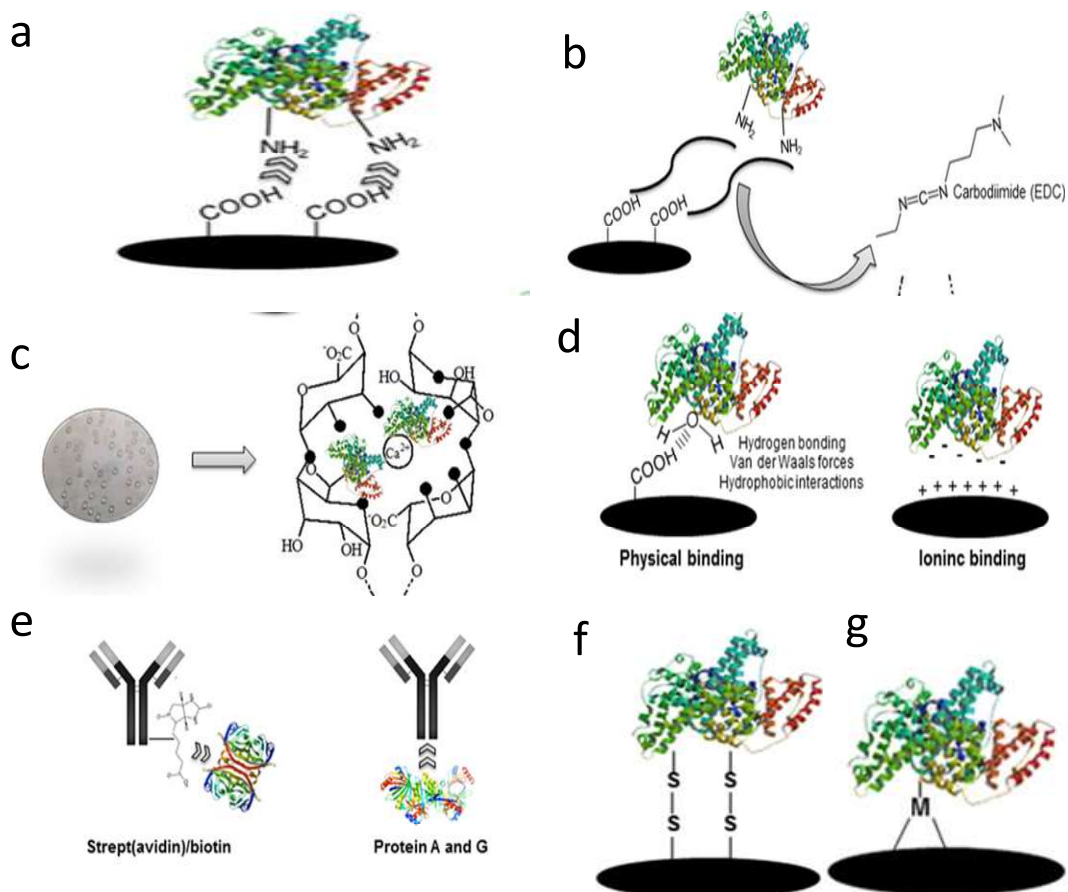 a
NH2
NH2
COOH
COOH
b
NH2
NH2
COOH
COOH
N
N=C=N
Carbodiimide (EDC)
c
O
O
-O2C
O
HO
OH
O
O
Ca2+
O
O
-O2C
O
HO
OH
O
O
d
H
O
H
COOH
Hydrogen bonding
Van der Waals forces
Hydrophobic interactions
- - - - -
+ + + + + + +
Physical binding
Ioninc binding
e
Strept(avidin)/biotin
Protein A and G
f
S
S
S
S
g
M